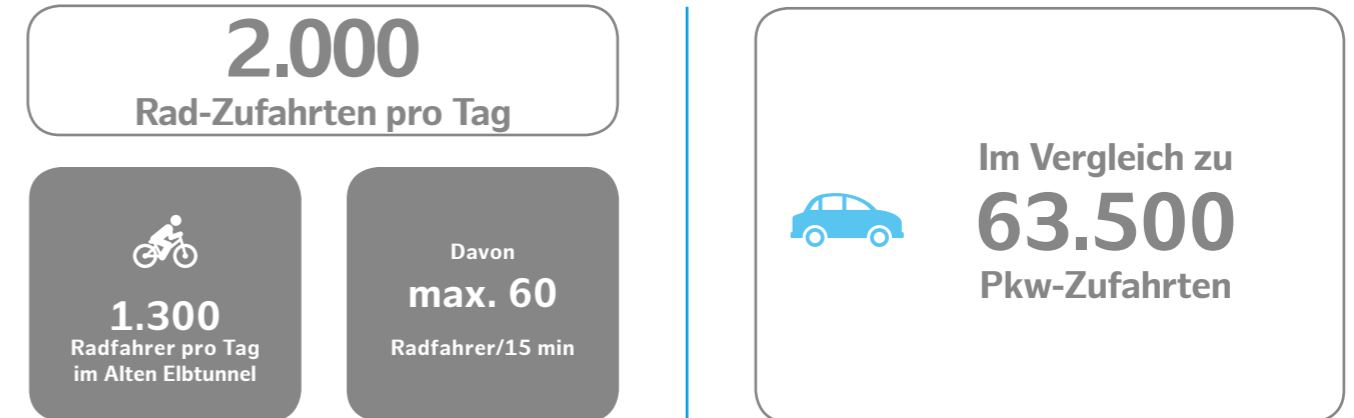 2.000
Rad-Zufahrten pro Tag
1.300
Radfahrer pro Tag
im Alten Elbtunnel
Davon
max. 60
Radfahrer/15 min
Im Vergleich zu
63.500
Pkw-Zufahrten